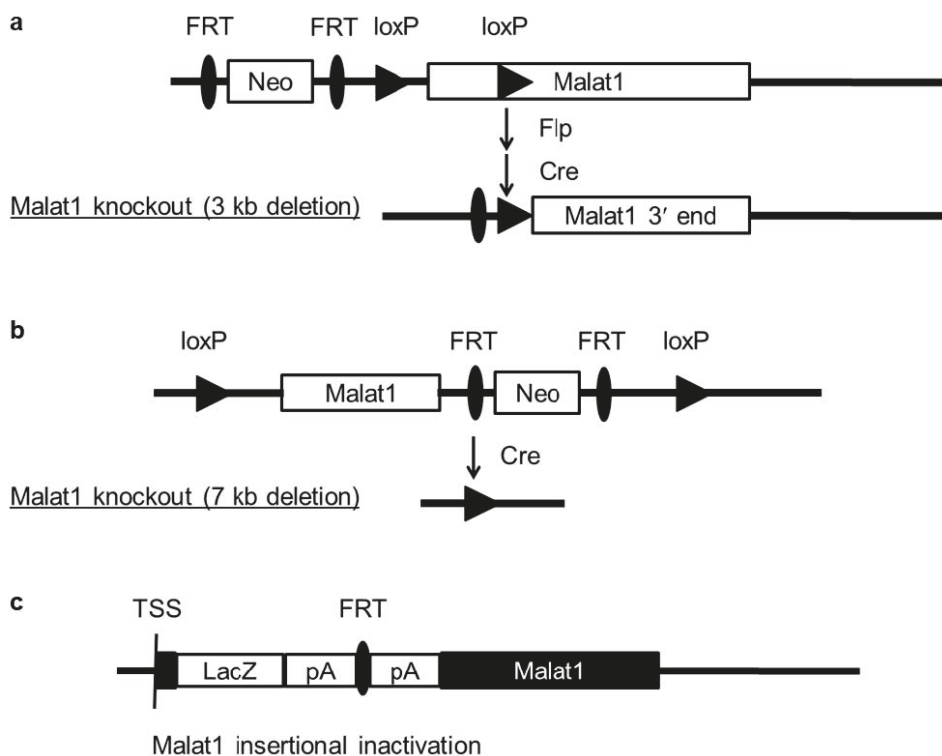 a
FRT FRT loxP loxP
Neo Malat1
Flp
Cre
Malat1 knockout (3 kb deletion)
Malat1 3′ end
b
loxP FRT FRT loxP
Malat1 Neo
Cre
Malat1 knockout (7 kb deletion)
c
TSS FRT
LacZ pA pA Malat1
Malat1 insertional inactivation